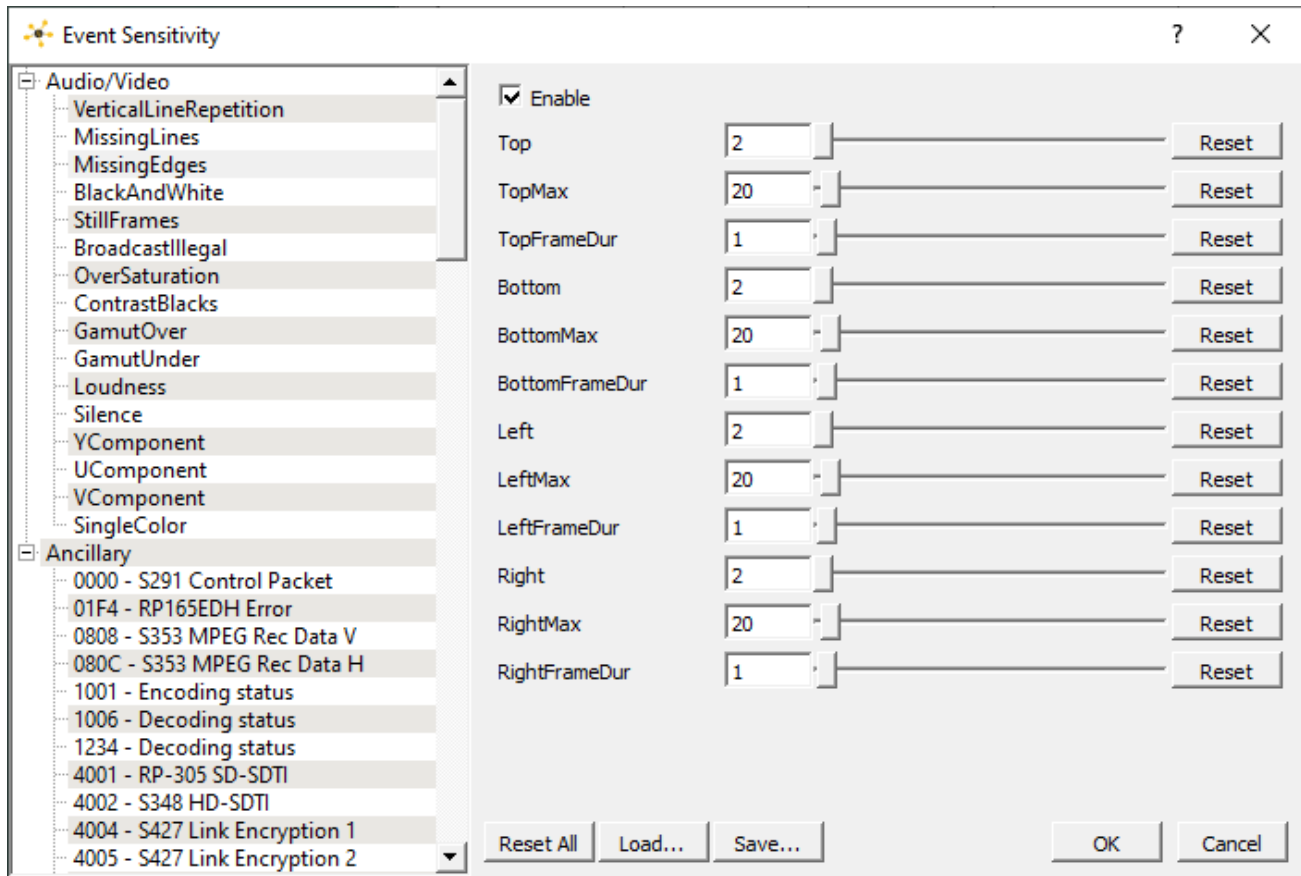 Event Sensitivity
?
Audio/Video
VerticalLineRepetition
MissingLines
MissingEdges
BlackAndWhite
StillFrames
BroadcastIllegal
OverSaturation
ContrastBlacks
GamutOver
GamutUnder
Loudness
Silence
YComponent
UComponent
VComponent
SingleColor
Ancillary
0000 - S291 Control Packet
01F4 - RP165EDH Error
0808 - S353 MPEG Rec Data V
080C - S353 MPEG Rec Data H
1001 - Encoding status
1006 - Decoding status
1234 - Decoding status
4001 - RP-305 SD-SDTI
4002 - S348 HD-SDTI
4004 - S427 Link Encryption 1
4005 - S427 Link Encryption 2
Enable
Top 2 Reset
TopMax 20 Reset
TopFrameDur 1 Reset
Bottom 2 Reset
BottomMax 20 Reset
BottomFrameDur 1 Reset
Left 2 Reset
LeftMax 20 Reset
LeftFrameDur 1 Reset
Right 2 Reset
RightMax 20 Reset
RightFrameDur 1 Reset
Reset All Load... Save... OK Cancel